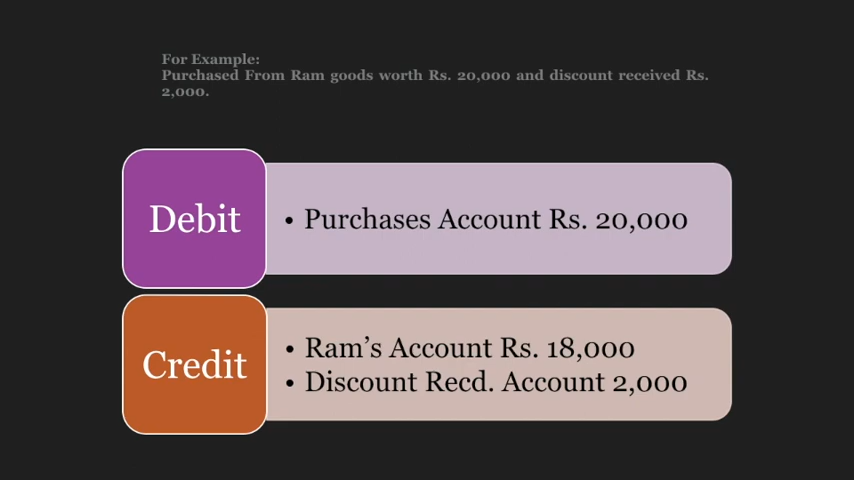 For Example:
Purchased From Ram goods worth Rs. 20,000 and discount received Rs.
2,000.
Debit
• Purchases Account Rs. 20,000
Credit
• Ram’s Account Rs. 18,000
• Discount Recd. Account 2,000